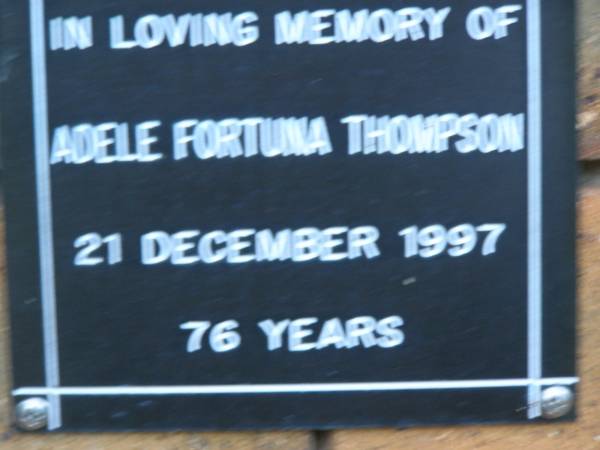 IN LOVING MEMORY OF
ADELE FORTUNA THOMPSON
21 DECEMBER 1997
76 YEARS